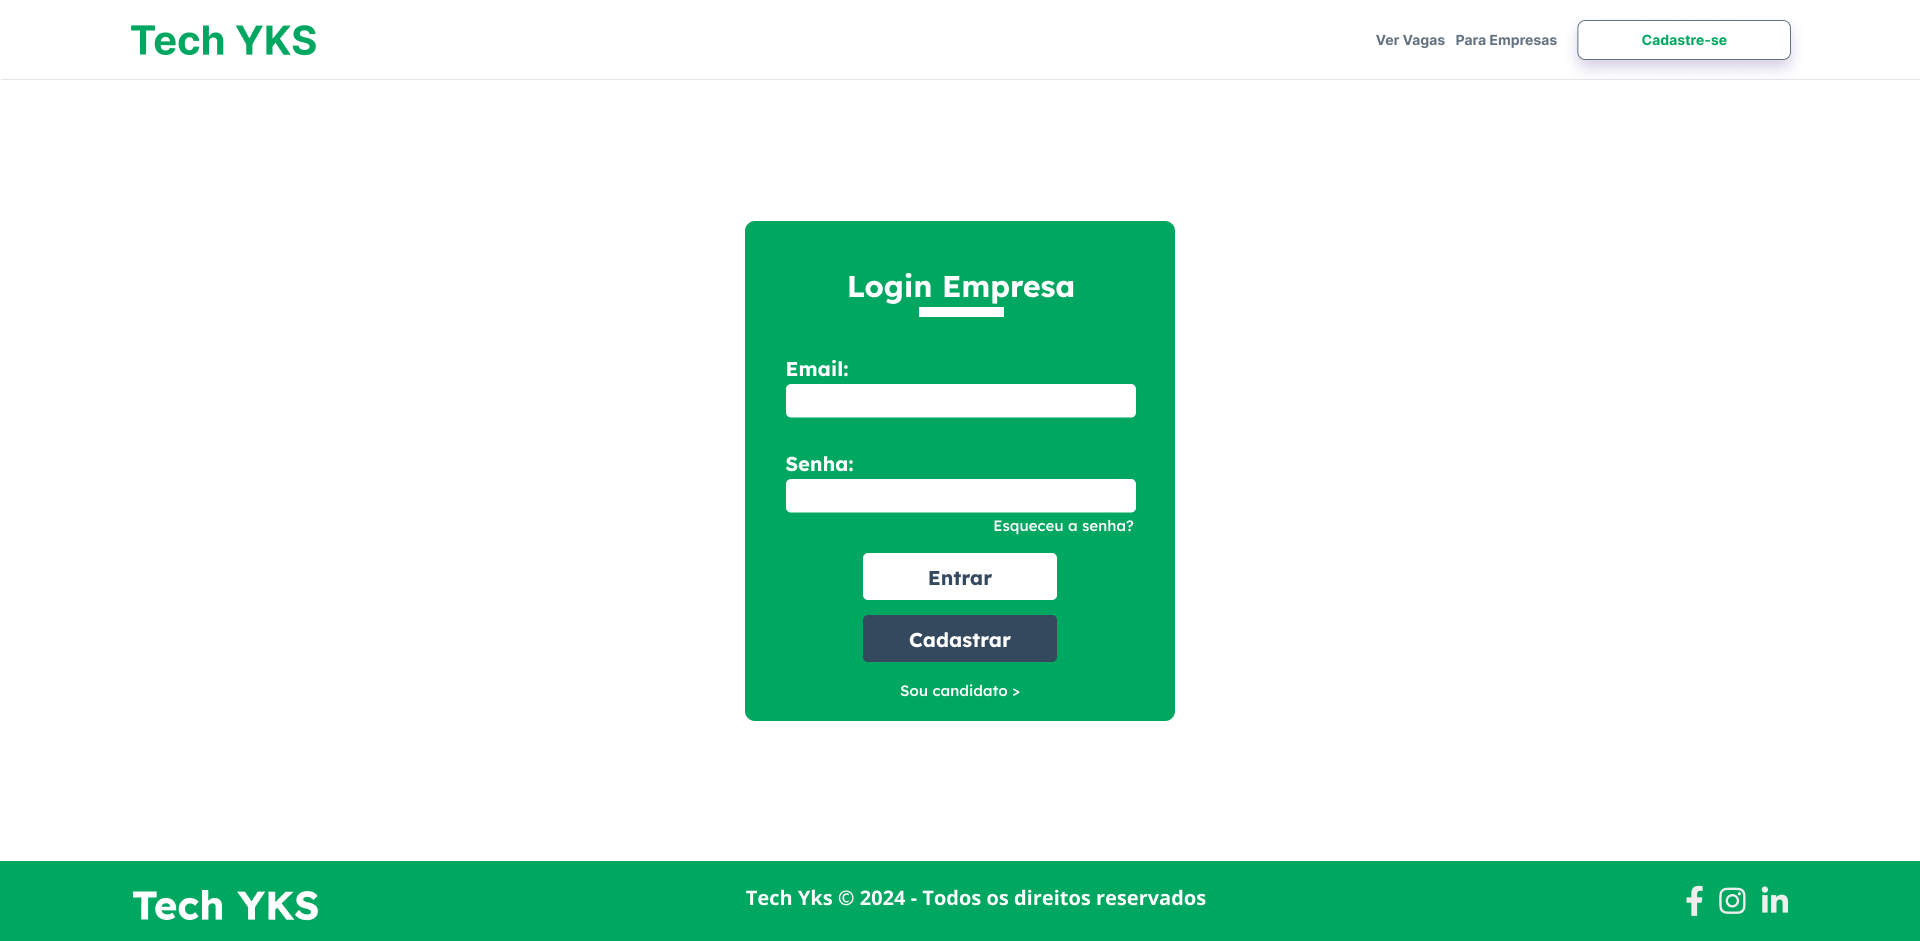 Tech YKS
Ver Vagas Para Empresas Cadastre-se
Login Empresa
Email:
Senha:
Esqueceu a senha?
Entrar
Cadastrar
Sou candidato >
Tech YKS
Tech Yks © 2024 - Todos os direitos reservados